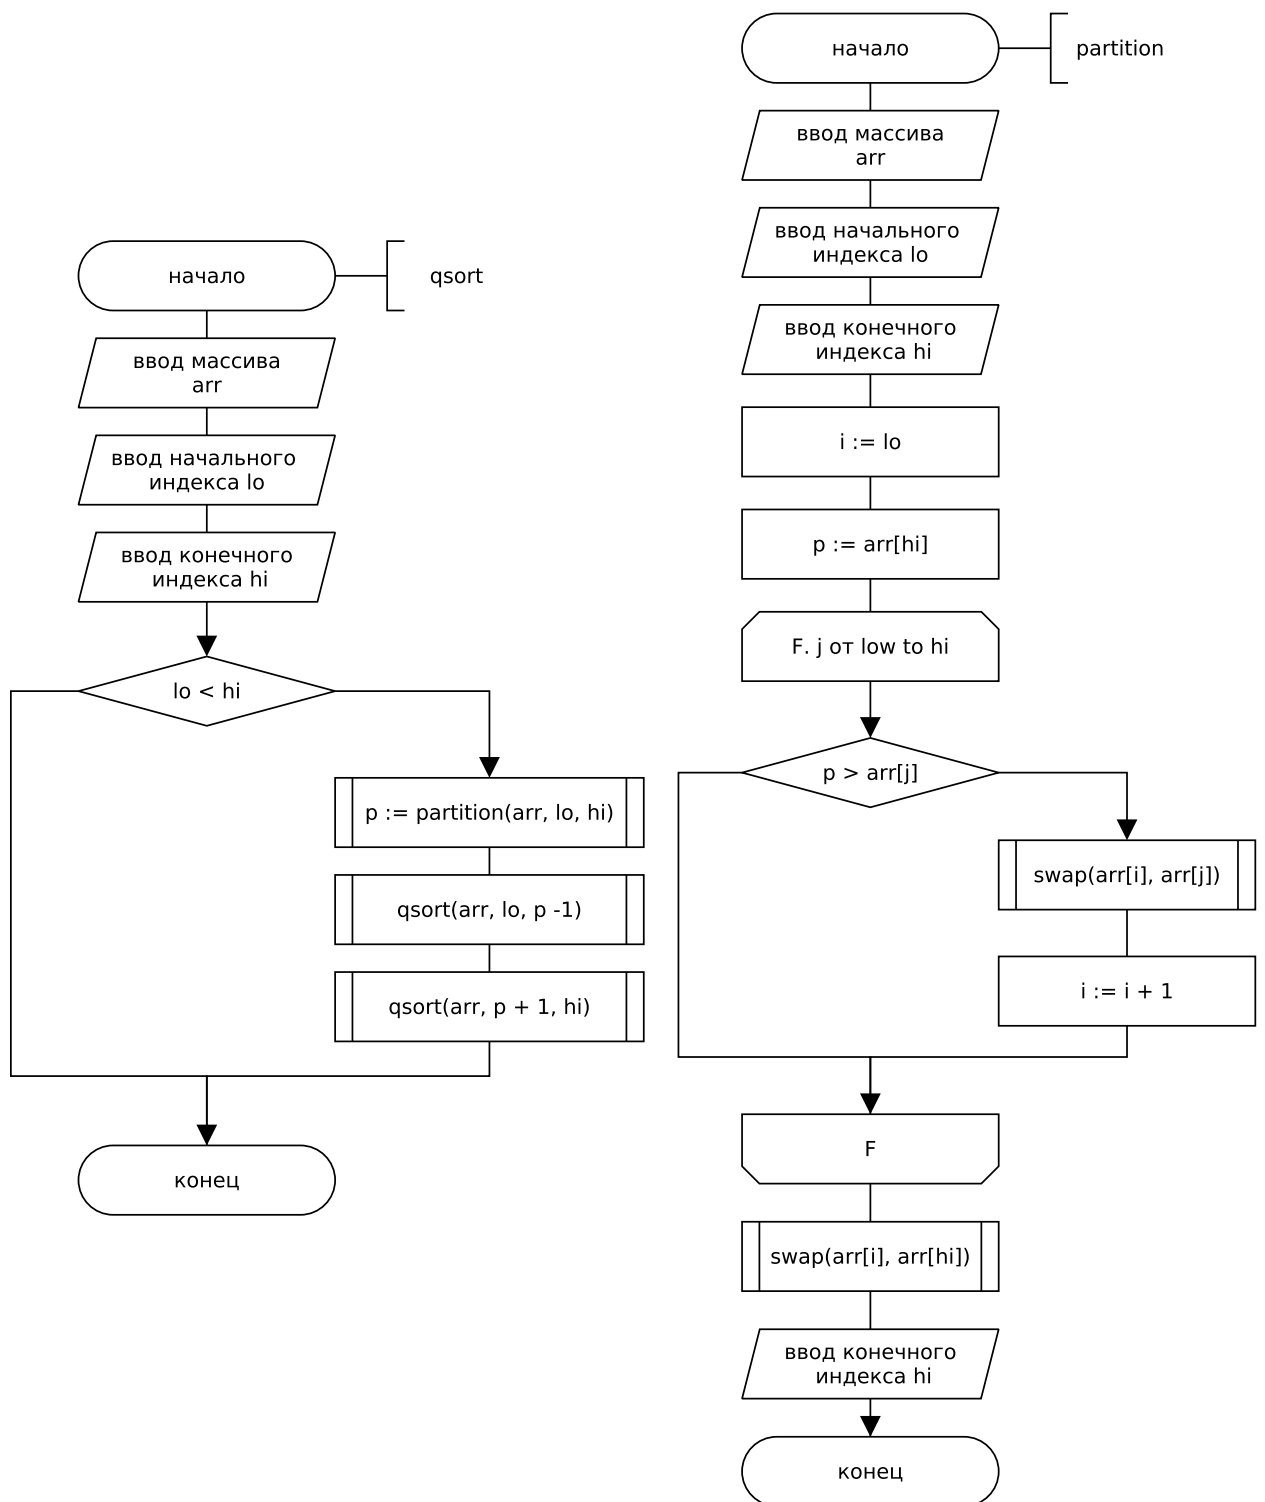 начало
qsort
ввод массива
arr
ввод начального
индекса lo
ввод конечного
индекса hi
lo < hi
p := partition(arr, lo, hi)
qsort(arr, lo, p -1)
qsort(arr, p + 1, hi)
конец
начало
partition
ввод массива
arr
ввод начального
индекса lo
ввод конечного
индекса hi
i := lo
p := arr[hi]
F. j от low to hi
p > arr[j]
swap(arr[i], arr[j])
i := i + 1
F
swap(arr[i], arr[hi])
ввод конечного
индекса hi
конец